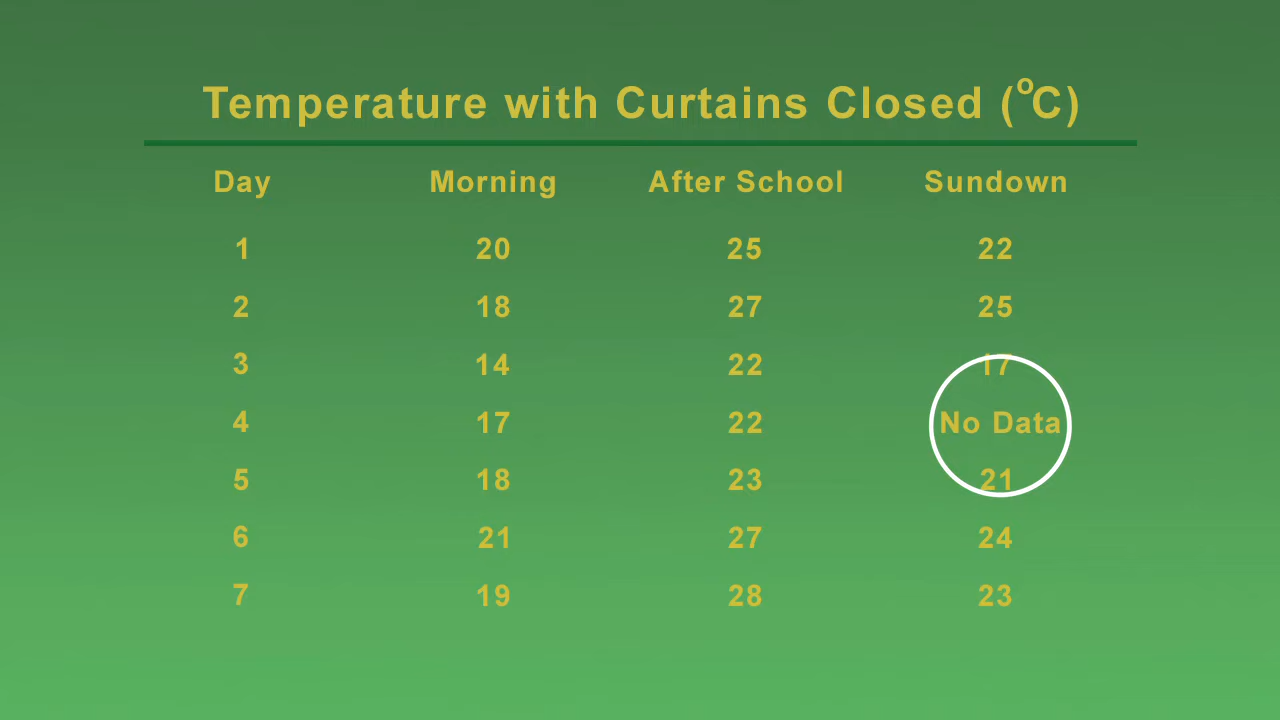 Temperature with Curtains Closed (°C)
Day Morning After School Sundown
1 20 25 22
2 18 27 25
3 14 22 17
4 17 22 No Data
5 18 23 21
6 21 27 24
7 19 28 23